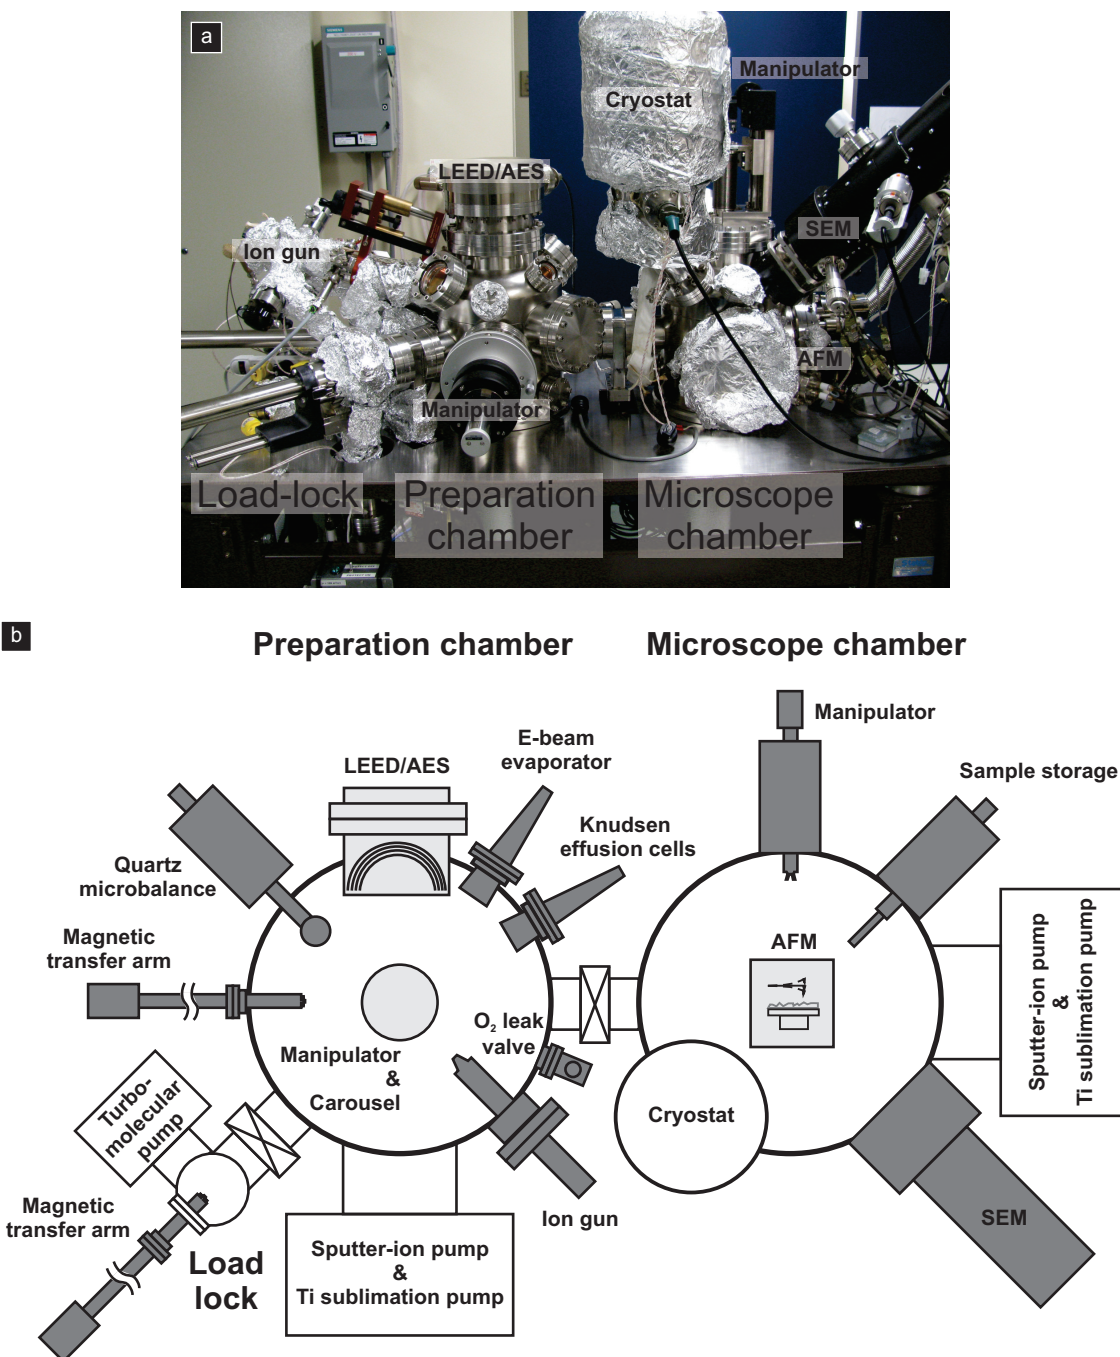 a
Manipulator
Cryostat
LEED/AES
SEM
Ion gun
AFM
Manipulator
Load-lock
Preparation
chamber
Microscope
chamber
b
Preparation chamber
Microscope chamber
Manipulator
E-beam
evaporator
LEED/AES
Sample storage
Knudsen
effusion cells
Quartz
microbalance
Magnetic
transfer arm
AFM
Sputter-ion pump
&
Ti sublimation pump
O₂ leak
valve
Manipulator
&
Carousel
Turbo-
molecular
pump
Cryostat
Magnetic
transfer arm
Ion gun
SEM
Load
lock
Sputter-ion pump
&
Ti sublimation pump